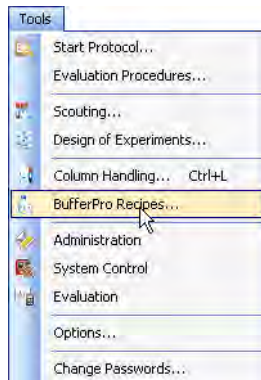 Tools
Start Protocol...
Evaluation Procedures...
Scouting...
Design of Experiments...
Column Handling... Ctrl+L
BufferPro Recipes...
Administration
System Control
Evaluation
Options...
Change Passwords...